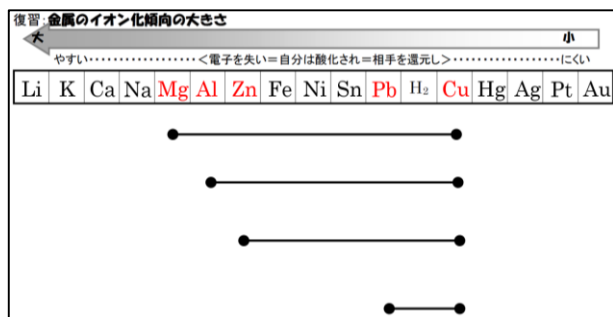 復習:金属のイオン化傾向の大きさ
大 小
やすい・・・・・・・・・・・・・・・・・<電子を失い=自分は酸化され=相手を還元し>・・・・・・・・・・・・・・・・・にくい
Li K Ca Na Mg Al Zn Fe Ni Sn Pb H₂ Cu Hg Ag Pt Au